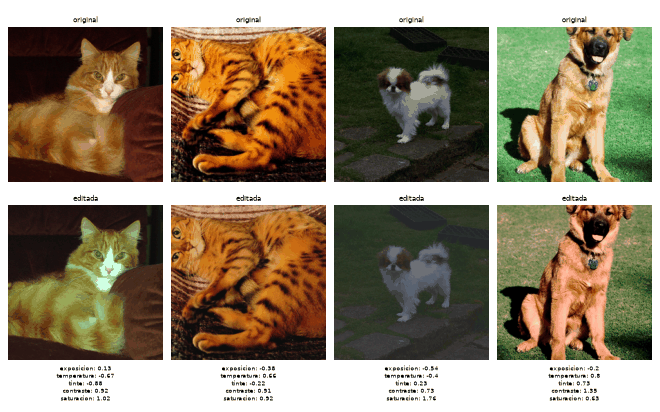 original
original
original
original
editada
editada
editada
editada
exposicion: 0.13
temperatura: -0.67
tinte: -0.88
contraste: 0.92
saturacion: 1.02
exposicion: -0.38
temperatura: 0.66
tinte: -0.22
contraste: 0.91
saturacion: 0.92
exposicion: -0.54
temperatura: -0.4
tinte: 0.23
contraste: 0.73
saturacion: 1.76
exposicion: -0.2
temperatura: 0.8
tinte: 0.73
contraste: 1.39
saturacion: 0.63